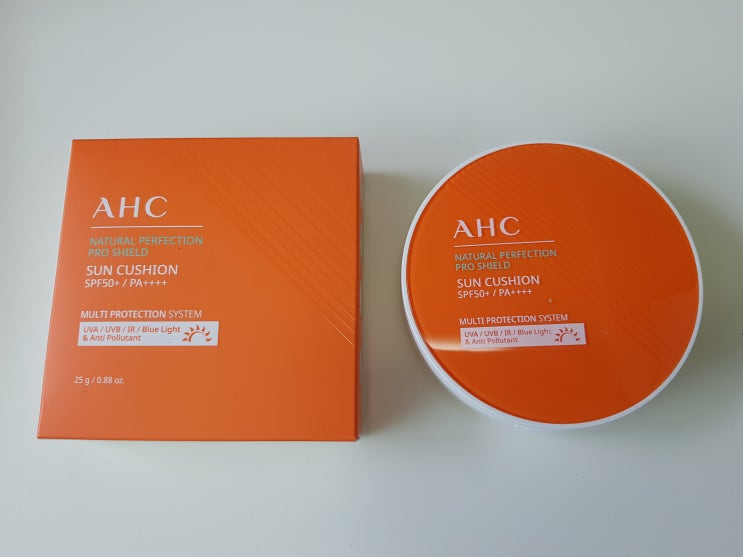 AHC
NATURAL PERFECTION
PRO SHIELD
SUN CUSHION
SPF50+ / PA++++
MULTI PROTECTION SYSTEM
UVA / UVB / IR / Blue Light
& Anti Pollutant
25 g / 0.88 oz.
AHC
NATURAL PERFECTION
PRO SHIELD
SUN CUSHION
SPF50+ / PA++++
MULTI PROTECTION SYSTEM
UVA / UVB / IR / Blue Light
& Anti Pollutant